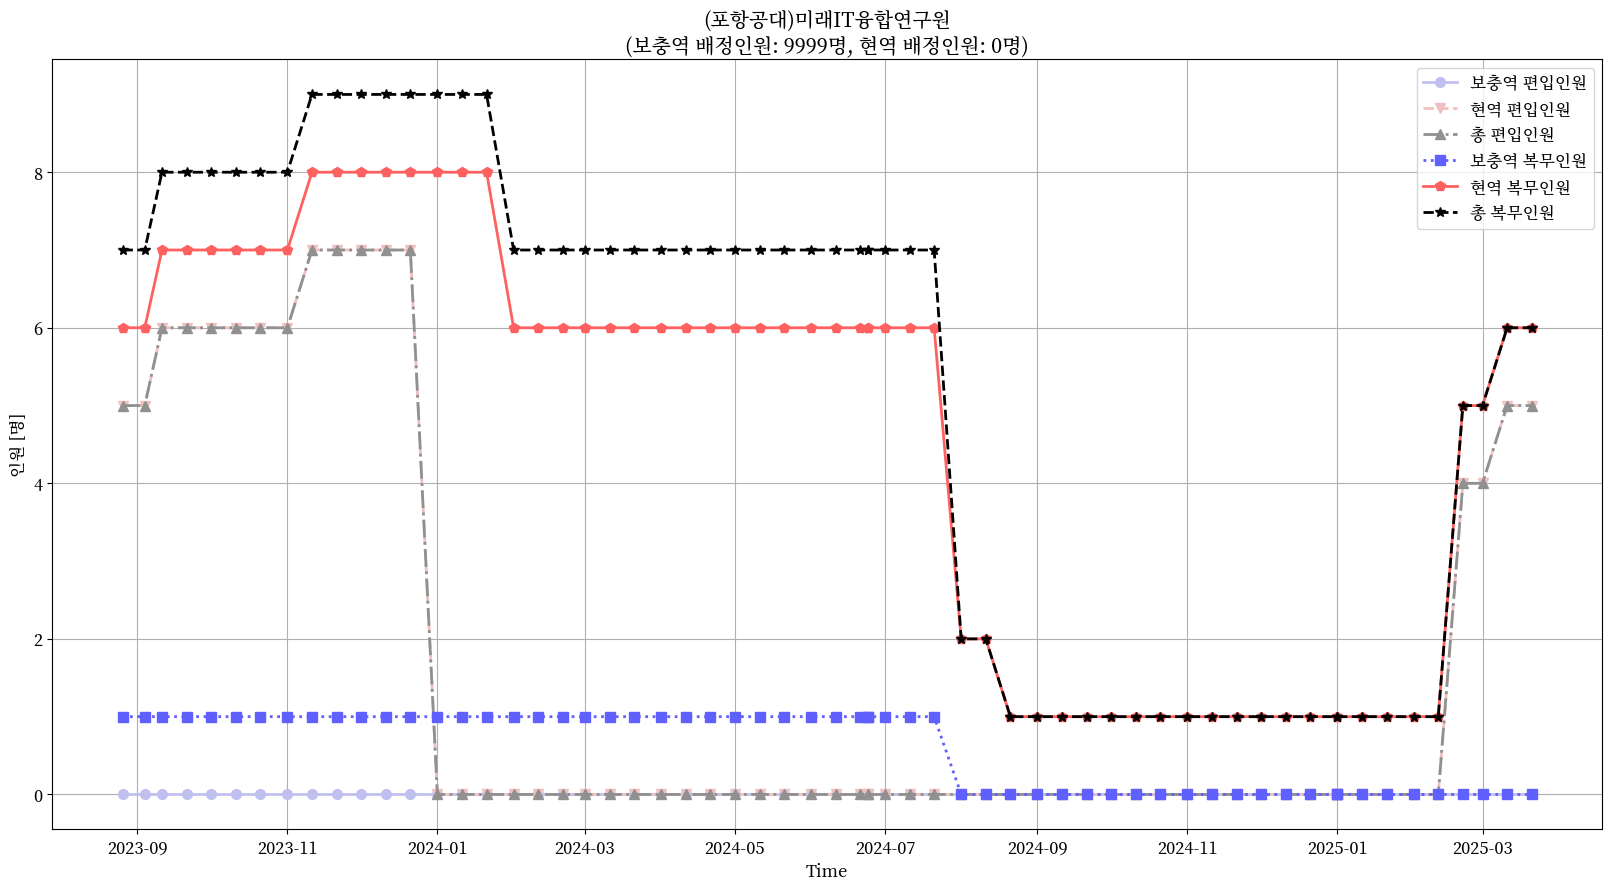 (포항공대)미래IT융합연구원
(보충역 배정인원: 9999명, 현역 배정인원: 0명)
보충역 편입인원
현역 편입인원
총 편입인원
보충역 복무인원
현역 복무인원
총 복무인원
인원 [명]
8
6
4
2
0
2023-09
2023-11
2024-01
2024-03
2024-05
2024-07
2024-09
2024-11
2025-01
2025-03
Time